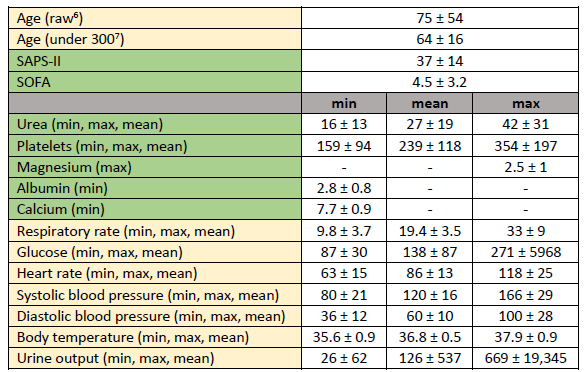 Age (raw⁶) 75 ± 54
Age (under 300⁷) 64 ± 16
SAPS-II 37 ± 14
SOFA 4.5 ± 3.2
min mean max
Urea (min, max, mean) 16 ± 13 27 ± 19 42 ± 31
Platelets (min, max, mean) 159 ± 94 239 ± 118 354 ± 197
Magnesium (max) - - 2.5 ± 1
Albumin (min) 2.8 ± 0.8 - -
Calcium (min) 7.7 ± 0.9 - -
Respiratory rate (min, max, mean) 9.8 ± 3.7 19.4 ± 3.5 33 ± 9
Glucose (min, max, mean) 87 ± 30 138 ± 87 271 ± 5968
Heart rate (min, max, mean) 63 ± 15 86 ± 13 118 ± 25
Systolic blood pressure (min, max, mean) 80 ± 21 120 ± 16 166 ± 29
Diastolic blood pressure (min, max, mean) 36 ± 12 60 ± 10 100 ± 28
Body temperature (min, max, mean) 35.6 ± 0.9 36.8 ± 0.5 37.9 ± 0.9
Urine output (min, max, mean) 26 ± 62 126 ± 537 669 ± 19,345